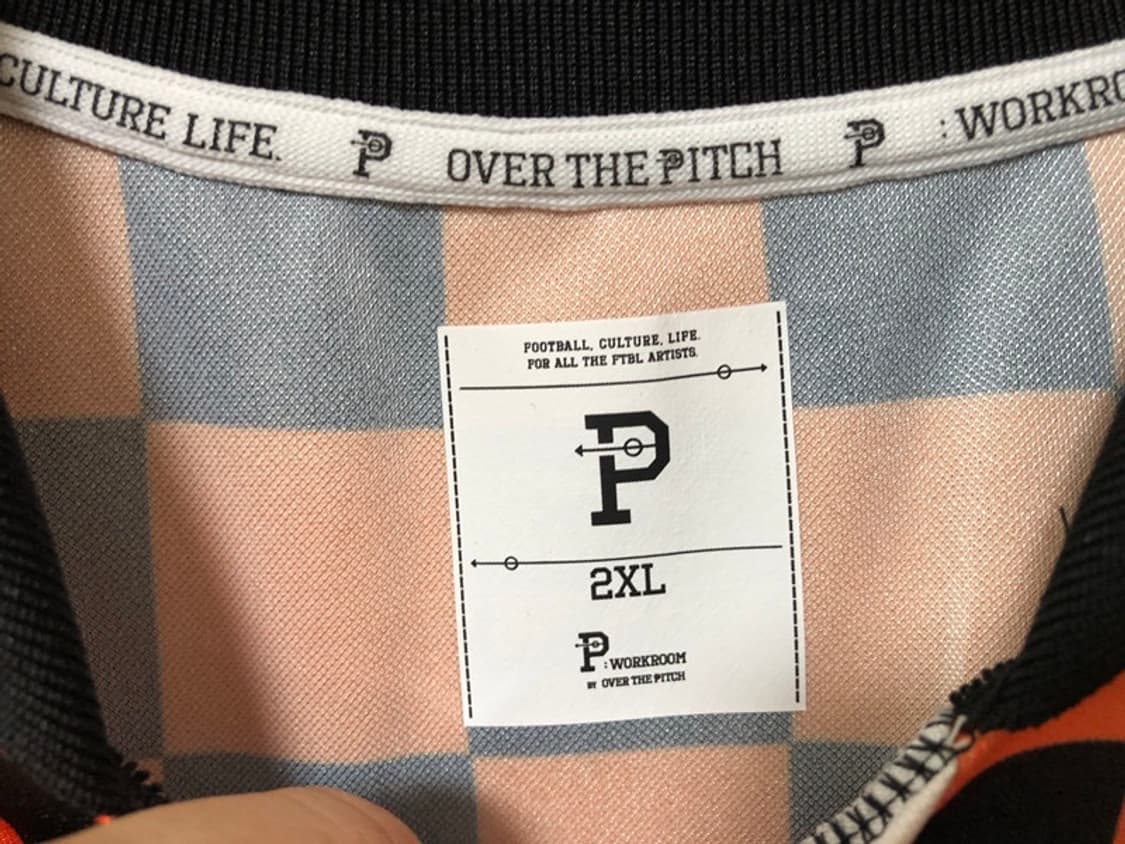 CULTURE LIFE. P OVER THE PITCH P : WORKRO
FOOTBALL, CULTURE, LIFE.
FOR ALL THE FTBL ARTISTS.
P
2XL
P : WORKROOM
BY OVER THE PITCH